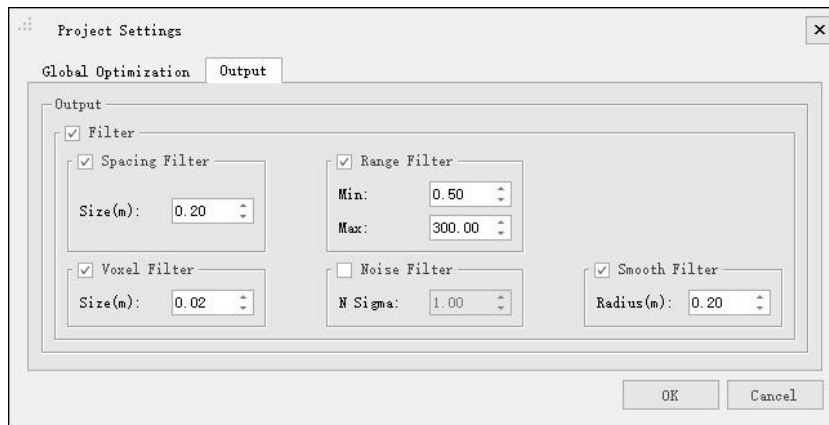 Project Settings
Global Optimization Output
Output
Filter
Spacing Filter
Size(m): 0.20
Range Filter
Min: 0.50
Max: 300.00
Voxel Filter
Size(m): 0.02
Noise Filter
N Sigma: 1.00
Smooth Filter
Radius(m): 0.20
OK Cancel